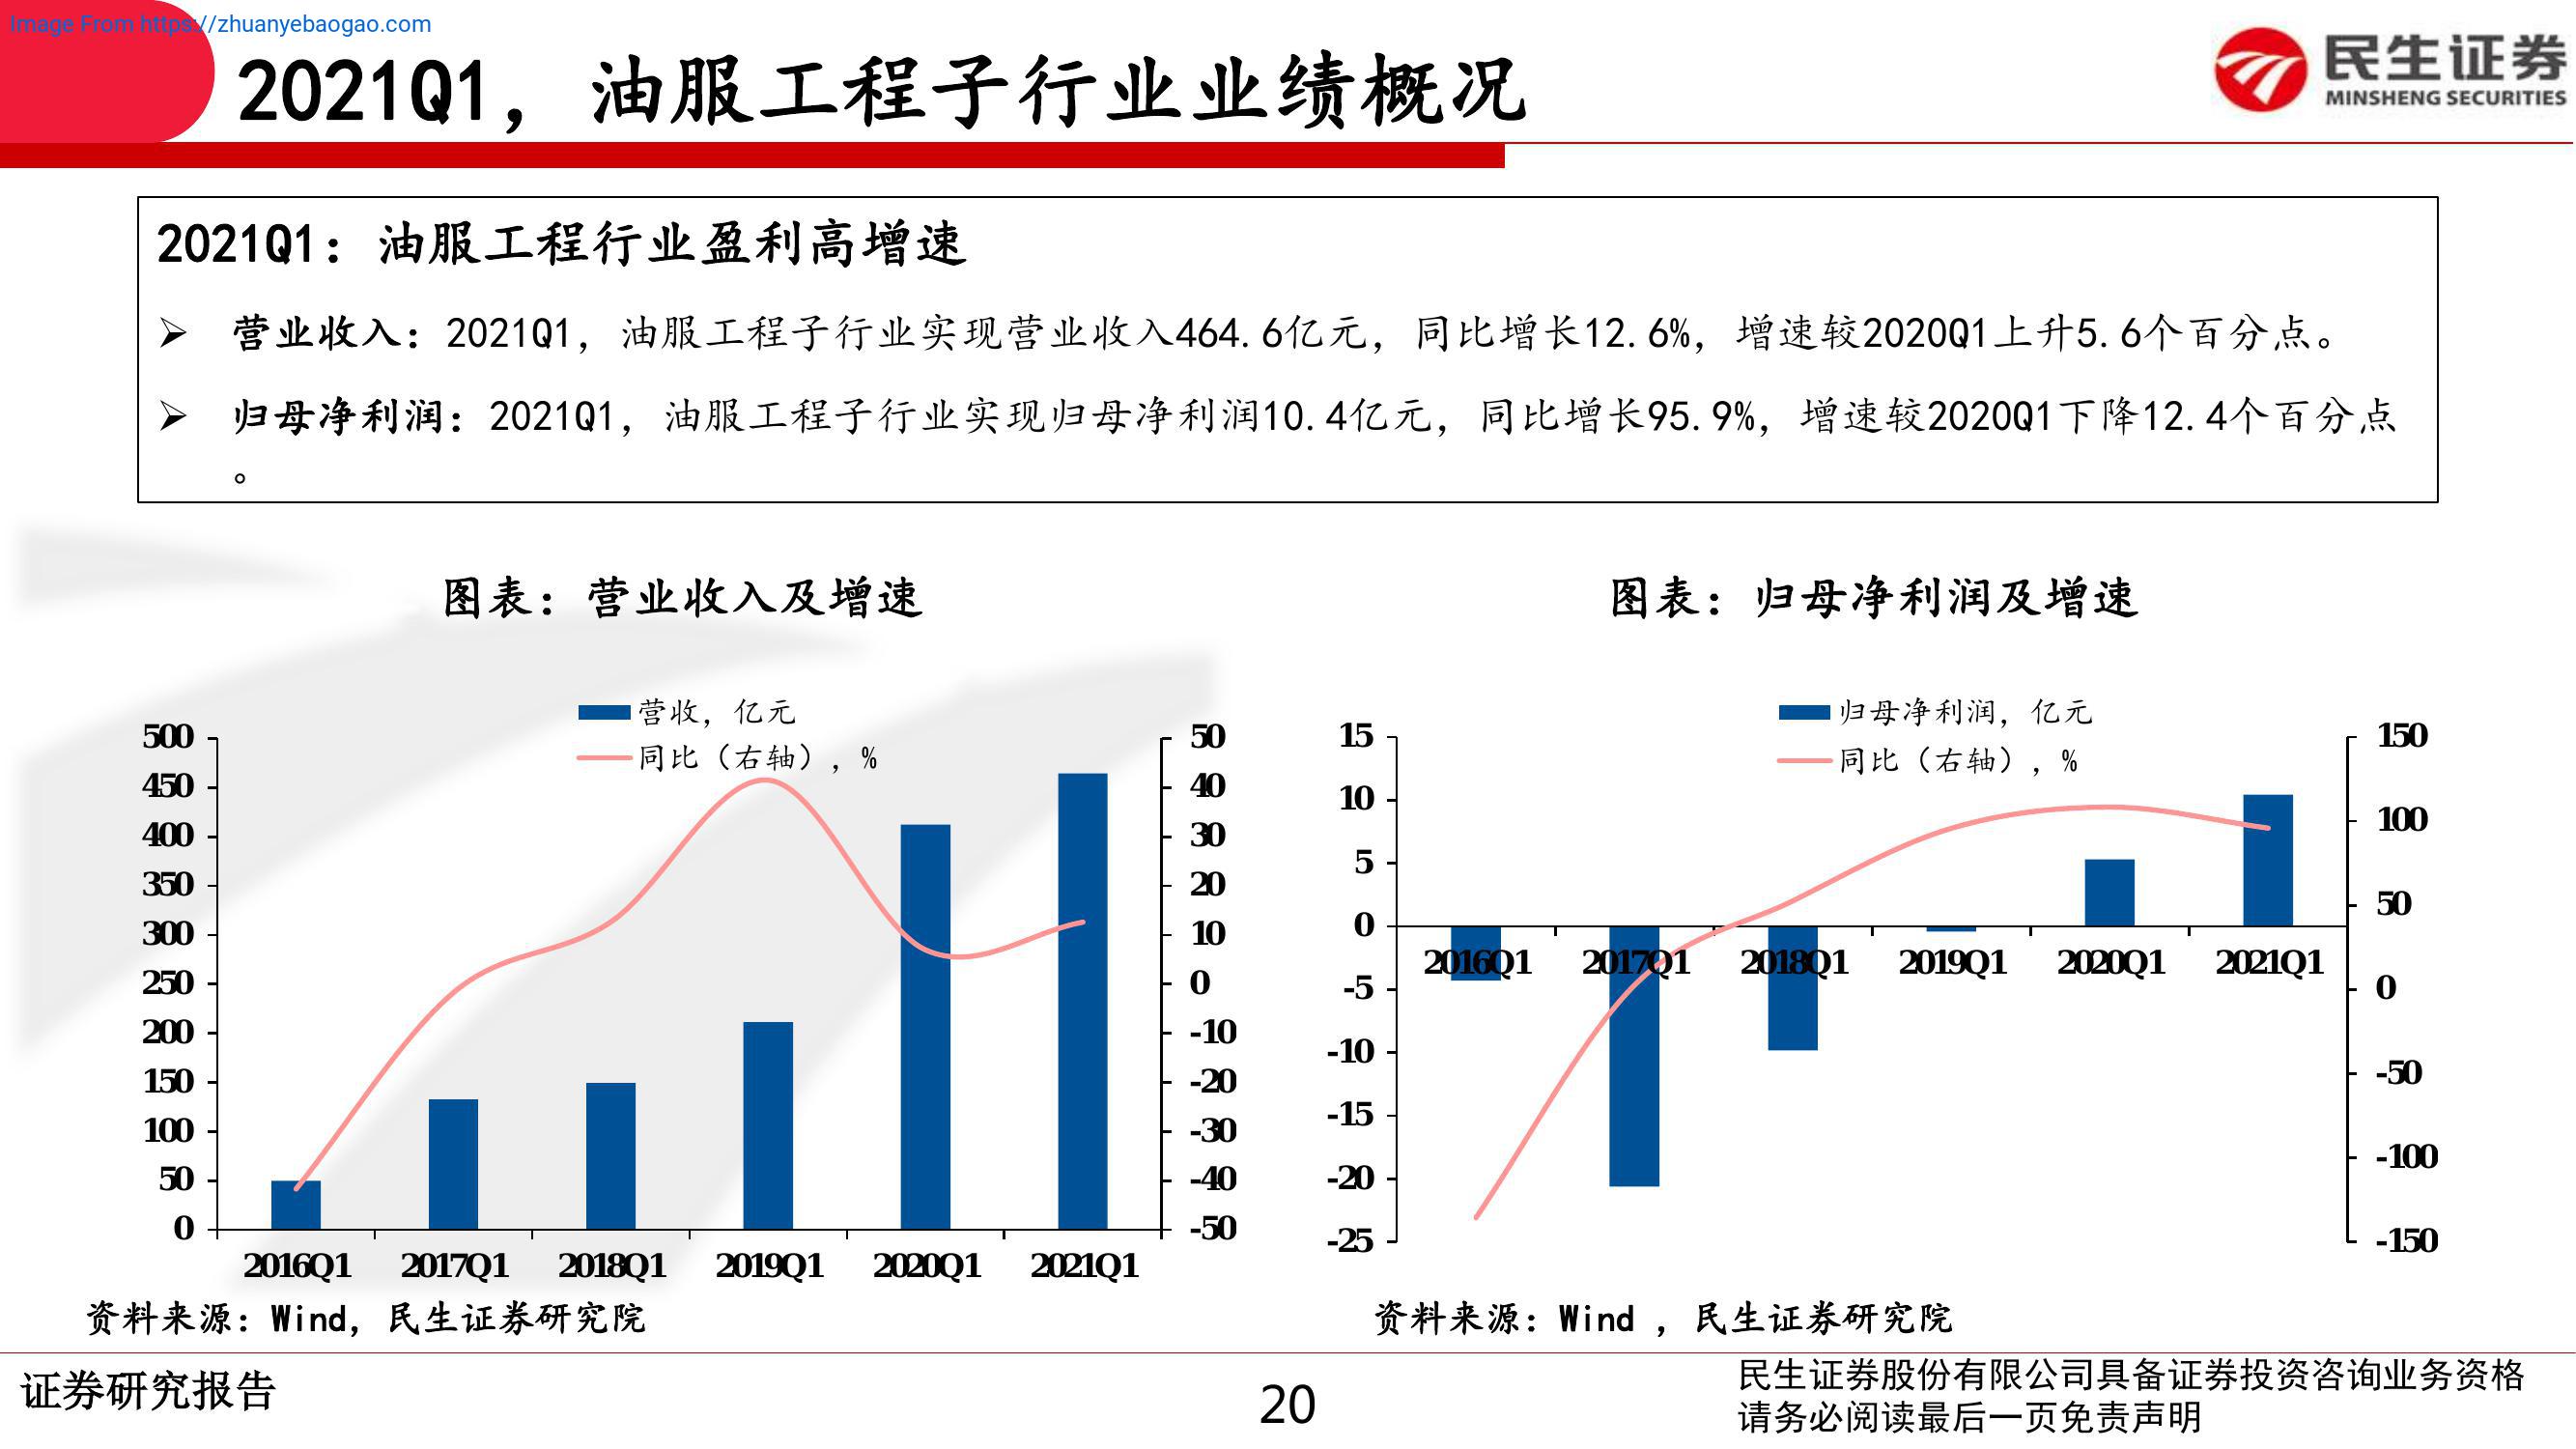 Image From https://zhuanyebaogao.com
2021Q1，油服工程子行业业绩概况
民生证券
MINSHENG SECURITIES
2021Q1：油服工程行业盈利高增速
➢ 营业收入：2021Q1，油服工程子行业实现营业收入464.6亿元，同比增长12.6%，增速较2020Q1上升5.6个百分点。
➢ 归母净利润：2021Q1，油服工程子行业实现归母净利润10.4亿元，同比增长95.9%，增速较2020Q1下降12.4个百分点
。
图表：营业收入及增速
营收，亿元
同比（右轴），%
500
450
400
350
300
250
200
150
100
50
0
50
40
30
20
10
0
-10
-20
-30
-40
-50
2016Q1 2017Q1 2018Q1 2019Q1 2020Q1 2021Q1
资料来源：Wind，民生证券研究院
图表：归母净利润及增速
归母净利润，亿元
同比（右轴），%
15
10
5
0
-5
-10
-15
-20
-25
150
100
50
0
-50
-100
-150
2016Q1 2017Q1 2018Q1 2019Q1 2020Q1 2021Q1
资料来源：Wind ，民生证券研究院
证券研究报告
20
民生证券股份有限公司具备证券投资咨询业务资格
请务必阅读最后一页免责声明